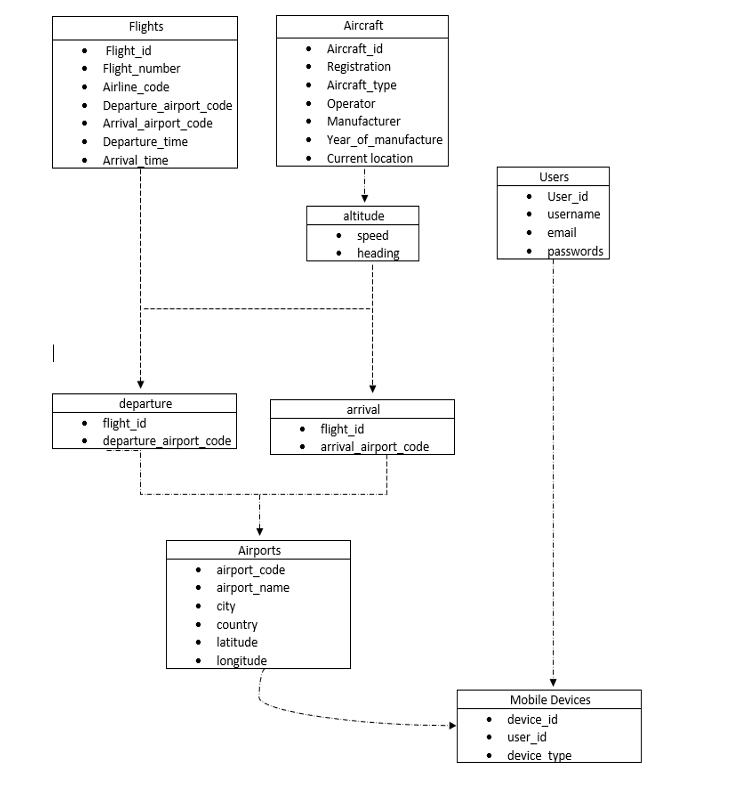 Flights
• Flight_id
• Flight_number
• Airline_code
• Departure_airport_code
• Arrival_airport_code
• Departure_time
• Arrival_time
Aircraft
• Aircraft_id
• Registration
• Aircraft_type
• Operator
• Manufacturer
• Year_of_manufacture
• Current location
altitude
• speed
• heading
Users
• User_id
• username
• email
• passwords
departure
• flight_id
• departure_airport_code
arrival
• flight_id
• arrival_airport_code
Airports
• airport_code
• airport_name
• city
• country
• latitude
• longitude
Mobile Devices
• device_id
• user_id
• device_type